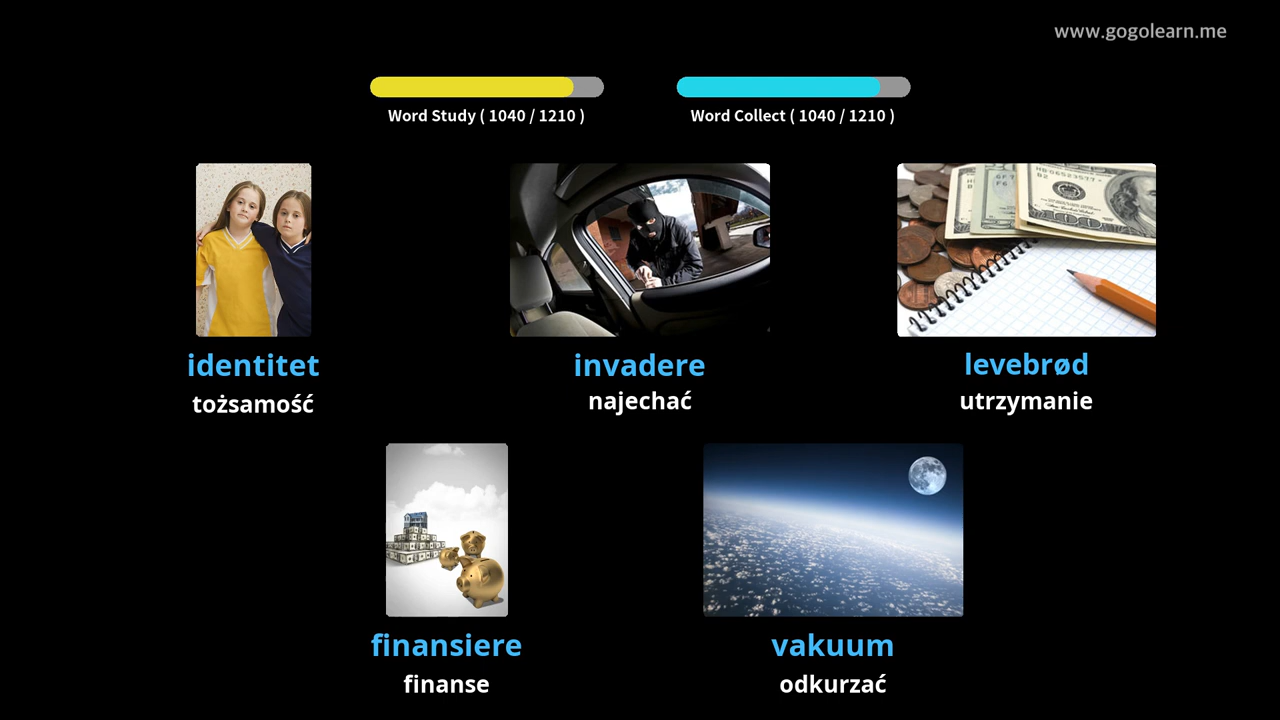 www.gogolearn.me
Word Study ( 1040 / 1210 )
Word Collect ( 1040 / 1210 )
identitet
tożsamość
invadere
najechać
levebrød
utrzymanie
finansiere
finanse
vakuum
odkurzać